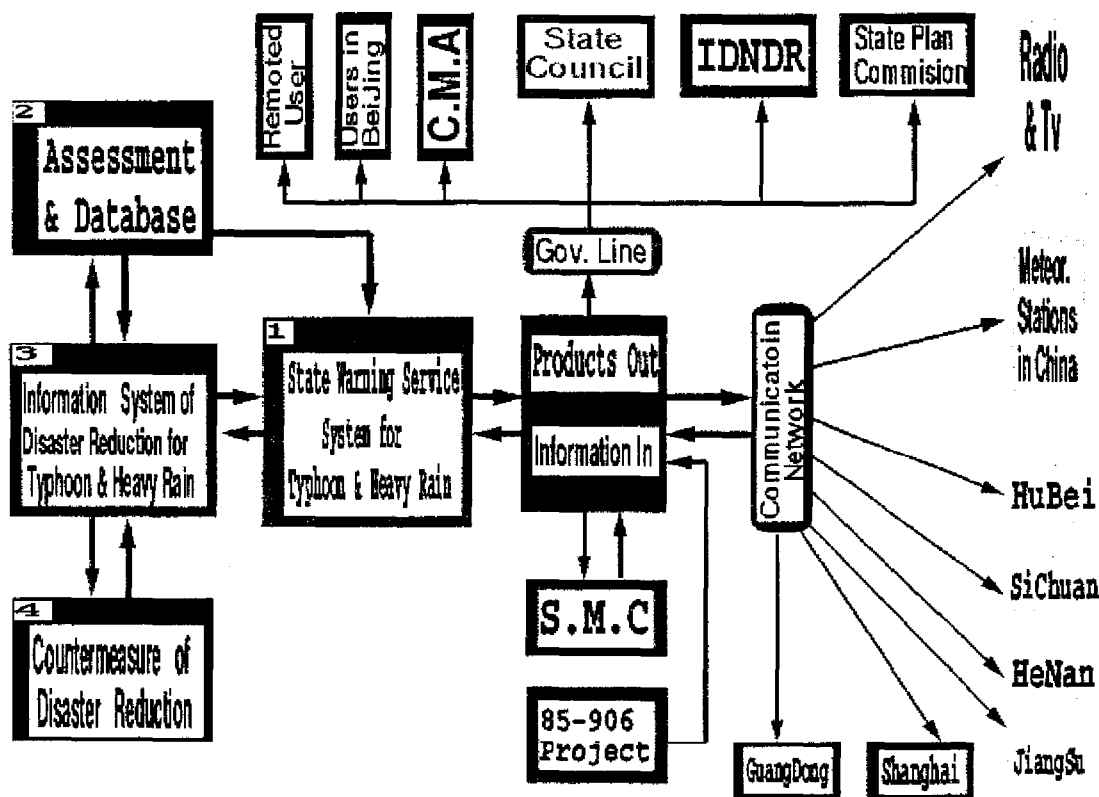 Remoted
User
Users in
BeiJing
C.M.A
State
Council
IDNDR
State Plan
Commision
Radio
& Tv
2
Assessment
& Database
Gov. Line
Meteor.
Stations
in China
3
Information System of
Disaster Reduction for
Typhoon & Heavy Rain
1
State Warning Service
System for
Typhoon & Heavy Rain
Products Out
Information In
Communicatoin
Network
HuBei
SiChuan
HeNan
JiangSu
4
Countermeasure of
Disaster Reduction
S.M.C
85-906
Project
GuangDong
Shanghai